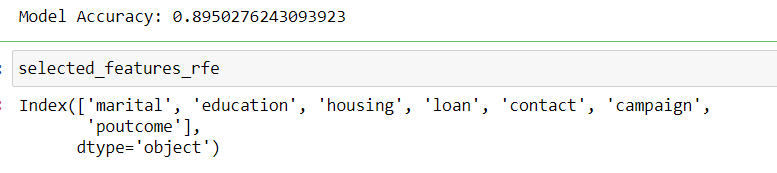 Model Accuracy: 0.8950276243093923
selected_features_rfe
Index(['marital', 'education', 'housing', 'loan', 'contact', 'campaign',
'poutcome'],
dtype='object')